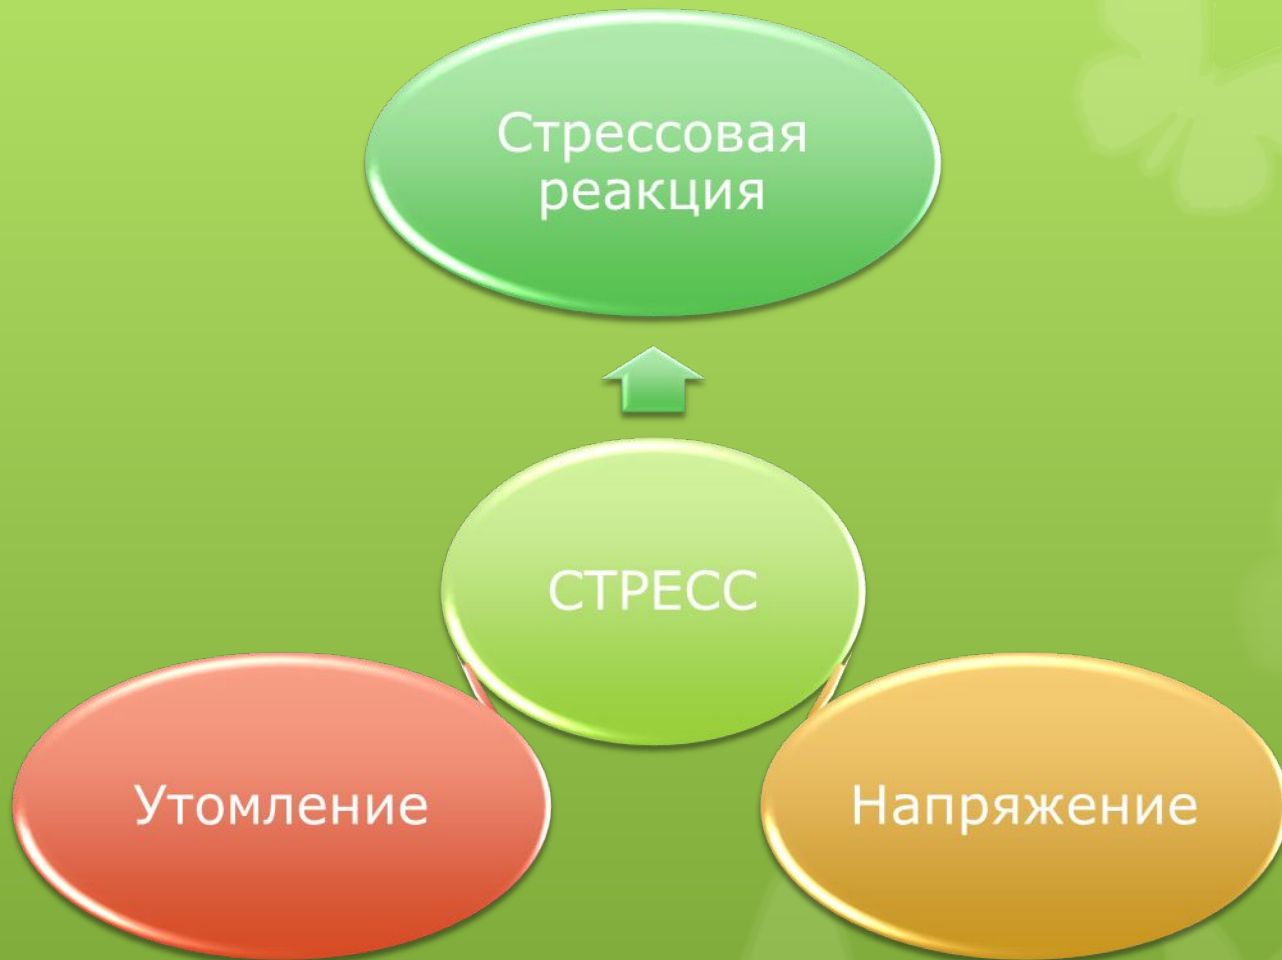 Стрессовая
реакция
СТРЕСС
Утомление
Напряжение